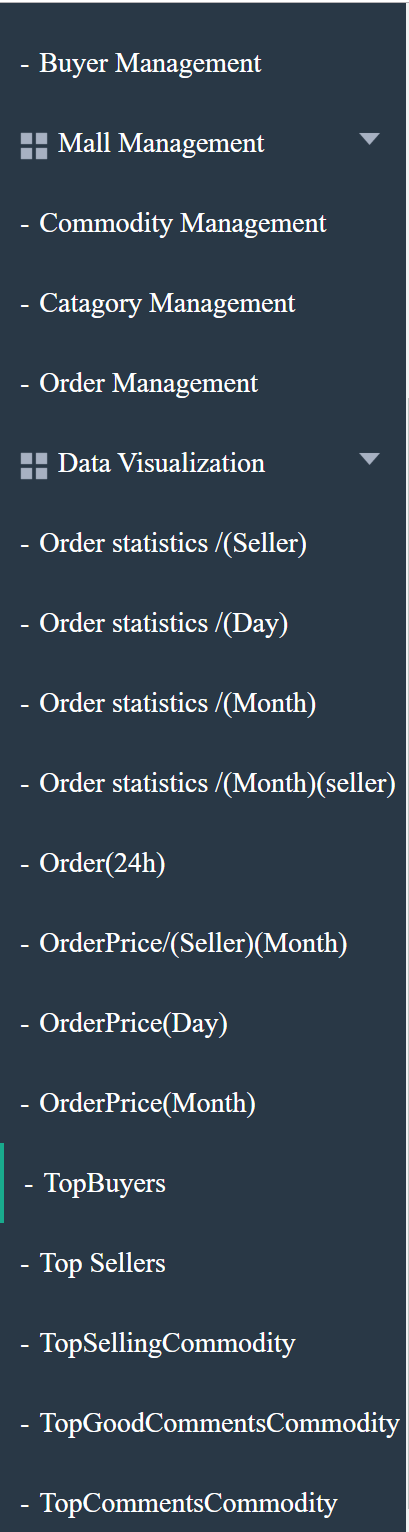 - Buyer Management
Mall Management
- Commodity Management
- Catagory Management
- Order Management
Data Visualization
- Order statistics /(Seller)
- Order statistics /(Day)
- Order statistics /(Month)
- Order statistics /(Month)(seller)
- Order(24h)
- OrderPrice/(Seller)(Month)
- OrderPrice(Day)
- OrderPrice(Month)
- TopBuyers
- Top Sellers
- TopSellingCommodity
- TopGoodCommentsCommodity
- TopCommentsCommodity